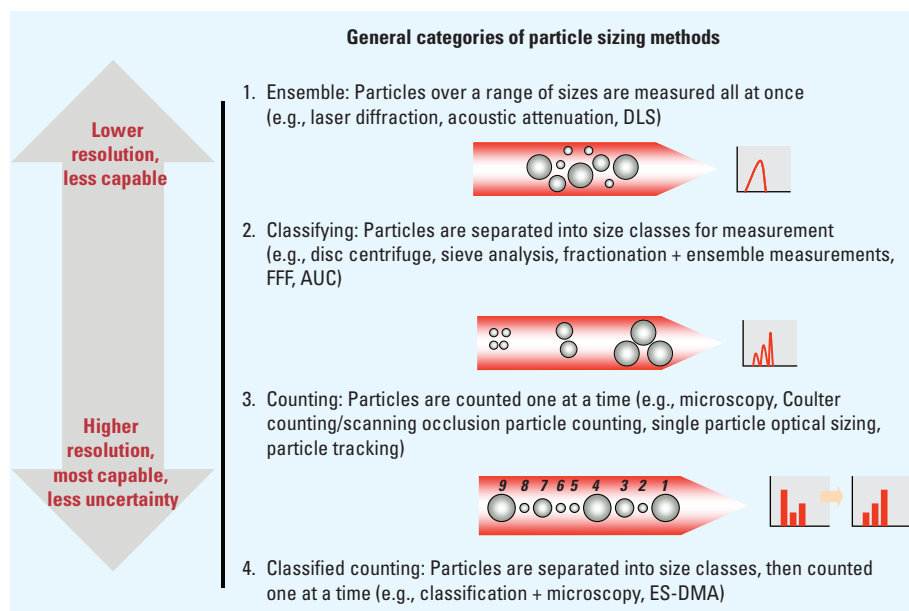 General categories of particle sizing methods
Lower
resolution,
less capable
1. Ensemble: Particles over a range of sizes are measured all at once
(e.g., laser diffraction, acoustic attenuation, DLS)
2. Classifying: Particles are separated into size classes for measurement
(e.g., disc centrifuge, sieve analysis, fractionation + ensemble measurements,
FFF, AUC)
3. Counting: Particles are counted one at a time (e.g., microscopy, Coulter
counting/scanning occlusion particle counting, single particle optical sizing,
particle tracking)
Higher
resolution,
most capable,
less uncertainty
9 8 7 6 5 4 3 2 1
4. Classified counting: Particles are separated into size classes, then counted
one at a time (e.g., classification + microscopy, ES-DMA)